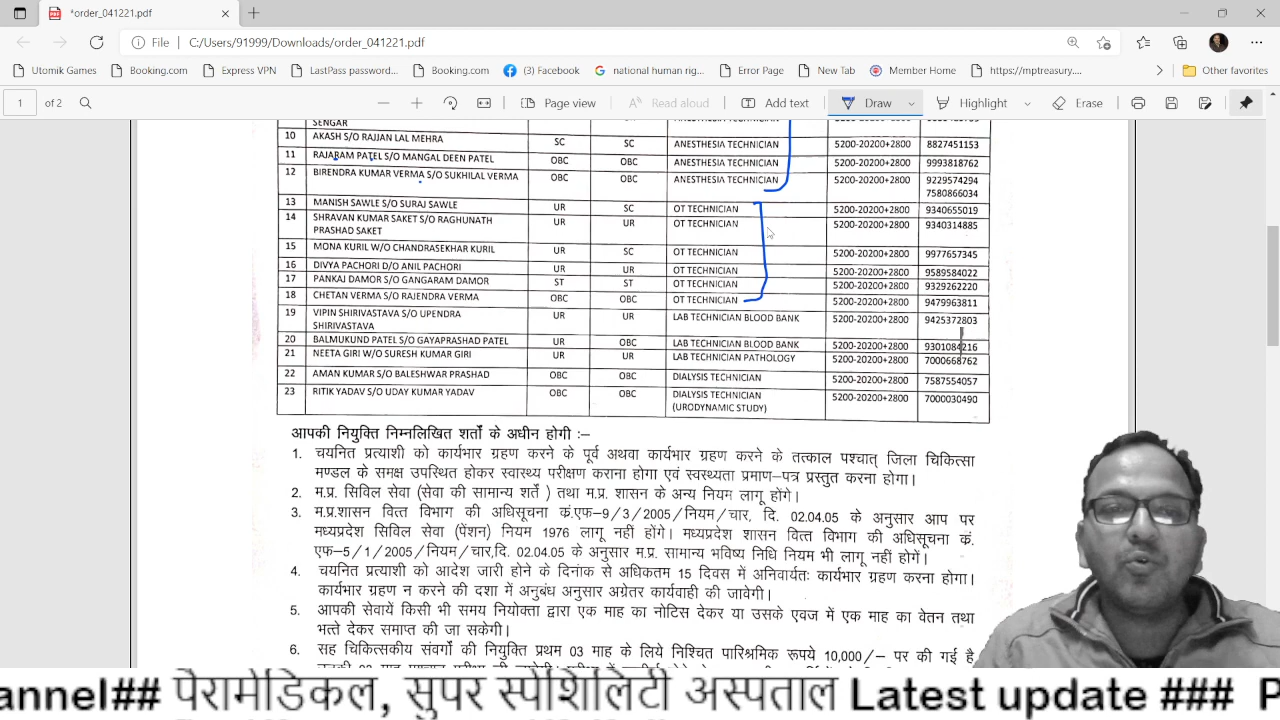 *order_041221.pdf
File C:/Users/91999/Downloads/order_041221.pdf
Utomik Games Booking.com Express VPN LastPass password... Booking.com (3) Facebook national human rig... Error Page New Tab Member Home https://mptreasury.... Other favorites
1 of 2 Page view Read aloud Add text Draw Highlight Erase
SENGAR
10 AKASH S/O RAJJAN LAL MEHRA SC SC ANESTHESIA TECHNICIAN 5200-20200+2800 8827451153
11 RAJARAM PATEL S/O MANGAL DEEN PATEL OBC OBC ANESTHESIA TECHNICIAN 5200-20200+2800 9993818762
12 BIRENDRA KUMAR VERMA S/O SUKHILAL VERMA OBC OBC ANESTHESIA TECHNICIAN 5200-20200+2800 9229574294
7580866034
13 MANISH SAWLE S/O SURAJ SAWLE UR SC OT TECHNICIAN 5200-20200+2800 9340655019
14 SHRAVAN KUMAR SAKET S/O RAGHUNATH UR UR OT TECHNICIAN 5200-20200+2800 9340314885
PRASHAD SAKET
15 MONA KURIL W/O CHANDRASEKHAR KURIL UR SC OT TECHNICIAN 5200-20200+2800 9977657345
16 DIVYA PACHORI D/O ANIL PACHORI UR UR OT TECHNICIAN 5200-20200+2800 9589584022
17 PANKAJ DAMOR S/O GANGARAM DAMOR ST ST OT TECHNICIAN 5200-20200+2800 9329262220
18 CHETAN VERMA S/O RAJENDRA VERMA OBC OBC OT TECHNICIAN 5200-20200+2800 9479963811
19 VIPIN SHIRIVASTAVA S/O UPENDRA UR UR LAB TECHNICIAN BLOOD BANK 5200-20200+2800 9425372803
SHIRIVASTAVA
20 BALMUKUND PATEL S/O GAYAPRASHAD PATEL UR OBC LAB TECHNICIAN BLOOD BANK 5200-20200+2800 9301084216
21 NEETA GIRI W/O SURESH KUMAR GIRI UR UR LAB TECHNICIAN PATHOLOGY 5200-20200+2800 7000668762
22 AMAN KUMAR S/O BALESHWAR PRASHAD OBC OBC DIALYSIS TECHNICIAN 5200-20200+2800 7587554057
23 RITIK YADAV S/O UDAY KUMAR YADAV OBC OBC DIALYSIS TECHNICIAN 5200-20200+2800 7000030490
(URODYNAMIC STUDY)
आपकी नियुक्ति निम्नलिखित शर्तों के अधीन होगी :–
1. चयनित प्रत्याशी को कार्यभार ग्रहण करने के पूर्व अथवा कार्यभार ग्रहण करने के तत्काल पश्चात् जिला चिकित्सा
मण्डल के समक्ष उपस्थित होकर स्वास्थ्य परीक्षण कराना होगा एवं स्वस्थ्यता प्रमाण–पत्र प्रस्तुत करना होगा।
2. म.प्र. सिविल सेवा (सेवा की सामान्य शर्ते ) तथा म.प्र. शासन के अन्य नियम लागू होंगे।
3. म.प्र.शासन वित्त विभाग की अधिसूचना कं.एफ–9/3/2005/नियम/चार, दि. 02.04.05 के अनुसार आप पर
मध्यप्रदेश सिविल सेवा (पेंशन) नियम 1976 लागू नहीं होंगे। मध्यप्रदेश शासन वित्त विभाग की अधिसूचना कं.
एफ–5/1/2005/नियम/चार,दि. 02.04.05 के अनुसार म.प्र. सामान्य भविष्य निधि नियम भी लागू नहीं होगें।
4. चयनित प्रत्याशी को आदेश जारी होने के दिनांक से अधिकतम 15 दिवस में अनिवार्यतः कार्यभार ग्रहण करना होगा।
कार्यभार ग्रहण न करने की दशा में अनुबंध अनुसार अग्रेतर कार्यवाही की जावेगी।
5. आपकी सेवायें किसी भी समय नियोक्ता द्वारा एक माह का नोटिस देकर या उसके एवज में एक माह का वेतन तथा
भत्ते देकर समाप्त की जा सकेगी।
6. सह चिकित्सकीय संवर्गो की नियुक्ति प्रथम 03 माह के लिये निश्चित पारिश्रमिक रूपये 10,000/– पर की गई है
annel## पैरामेडिकल, सुपर स्पेशिलिटी अस्पताल Latest update ### P